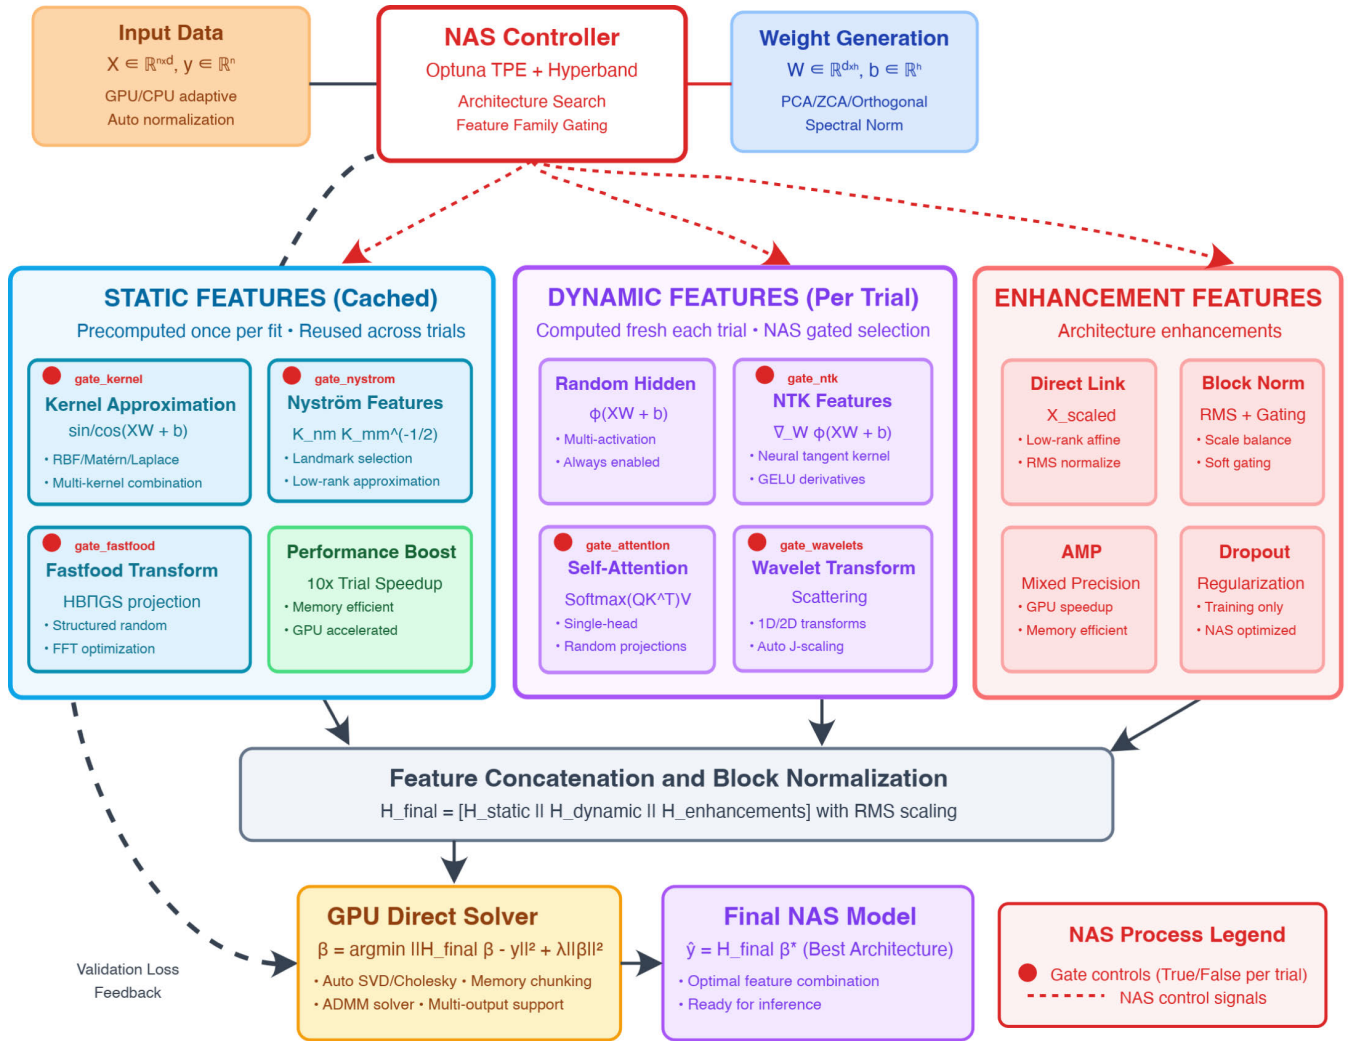 Input Data
X ∈ ℝⁿˣᵈ, y ∈ ℝⁿ
GPU/CPU adaptive
Auto normalization
NAS Controller
Optuna TPE + Hyperband
Architecture Search
Feature Family Gating
Weight Generation
W ∈ ℝᵈˣʰ, b ∈ ℝʰ
PCA/ZCA/Orthogonal
Spectral Norm
STATIC FEATURES (Cached)
Precomputed once per fit • Reused across trials
gate_kernel
Kernel Approximation
sin/cos(XW + b)
• RBF/Matérn/Laplace
• Multi-kernel combination
gate_nystrom
Nyström Features
K_nm K_mm^(-1/2)
• Landmark selection
• Low-rank approximation
gate_fastfood
Fastfood Transform
HBΠGS projection
• Structured random
• FFT optimization
Performance Boost
10x Trial Speedup
• Memory efficient
• GPU accelerated
DYNAMIC FEATURES (Per Trial)
Computed fresh each trial • NAS gated selection
Random Hidden
ϕ(XW + b)
• Multi-activation
• Always enabled
gate_ntk
NTK Features
∇_W ϕ(XW + b)
• Neural tangent kernel
• GELU derivatives
gate_attention
Self-Attention
Softmax(QK^T)V
• Single-head
• Random projections
gate_wavelets
Wavelet Transform
Scattering
• 1D/2D transforms
• Auto J-scaling
ENHANCEMENT FEATURES
Architecture enhancements
Direct Link
X_scaled
• Low-rank affine
• RMS normalize
Block Norm
RMS + Gating
• Scale balance
• Soft gating
AMP
Mixed Precision
• GPU speedup
• Memory efficient
Dropout
Regularization
• Training only
• NAS optimized
Feature Concatenation and Block Normalization
H_final = [H_static || H_dynamic || H_enhancements] with RMS scaling
GPU Direct Solver
β = argmin ||H_final β - y||² + λ||β||²
• Auto SVD/Cholesky • Memory chunking
• ADMM solver • Multi-output support
Final NAS Model
ŷ = H_final β* (Best Architecture)
• Optimal feature combination
• Ready for inference
NAS Process Legend
Gate controls (True/False per trial)
NAS control signals
Validation Loss
Feedback